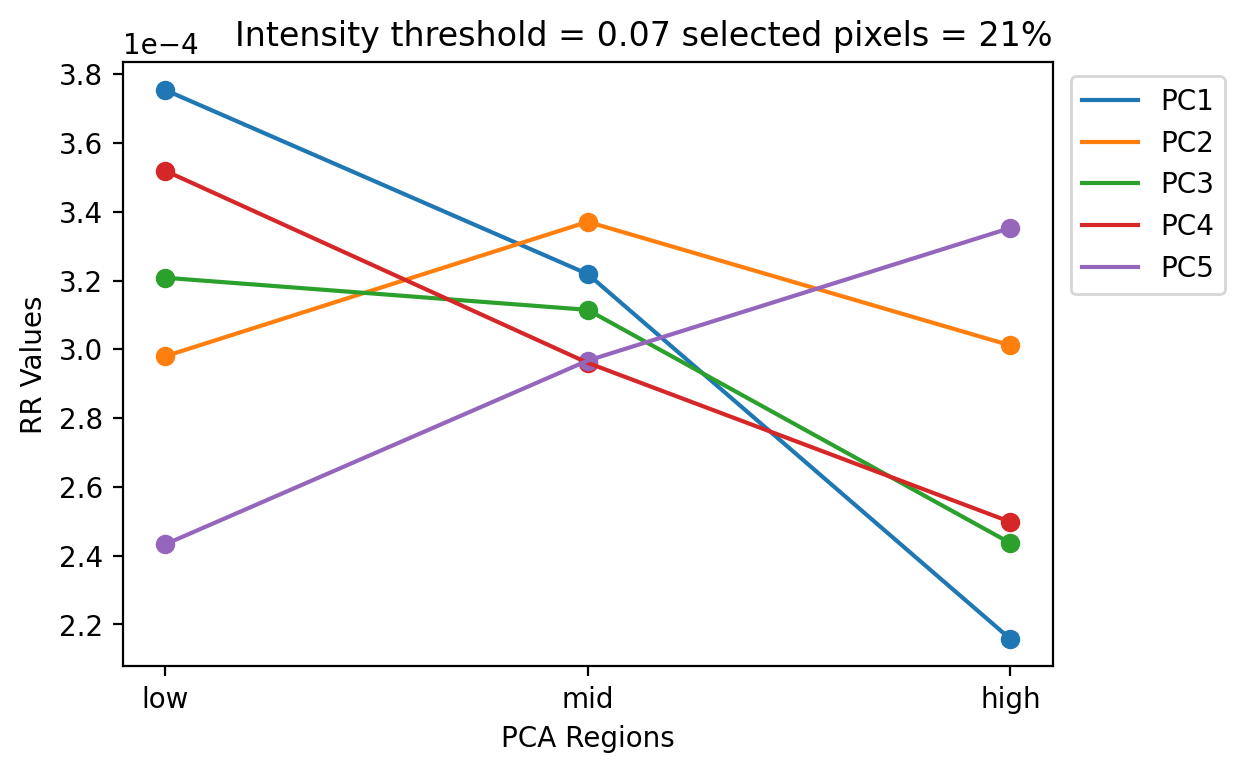 Intensity threshold = 0.07 selected pixels = 21%
1e−4
3.8
3.6
3.4
3.2
3.0
2.8
2.6
2.4
2.2
RR Values
low mid high
PCA Regions
PC1
PC2
PC3
PC4
PC5